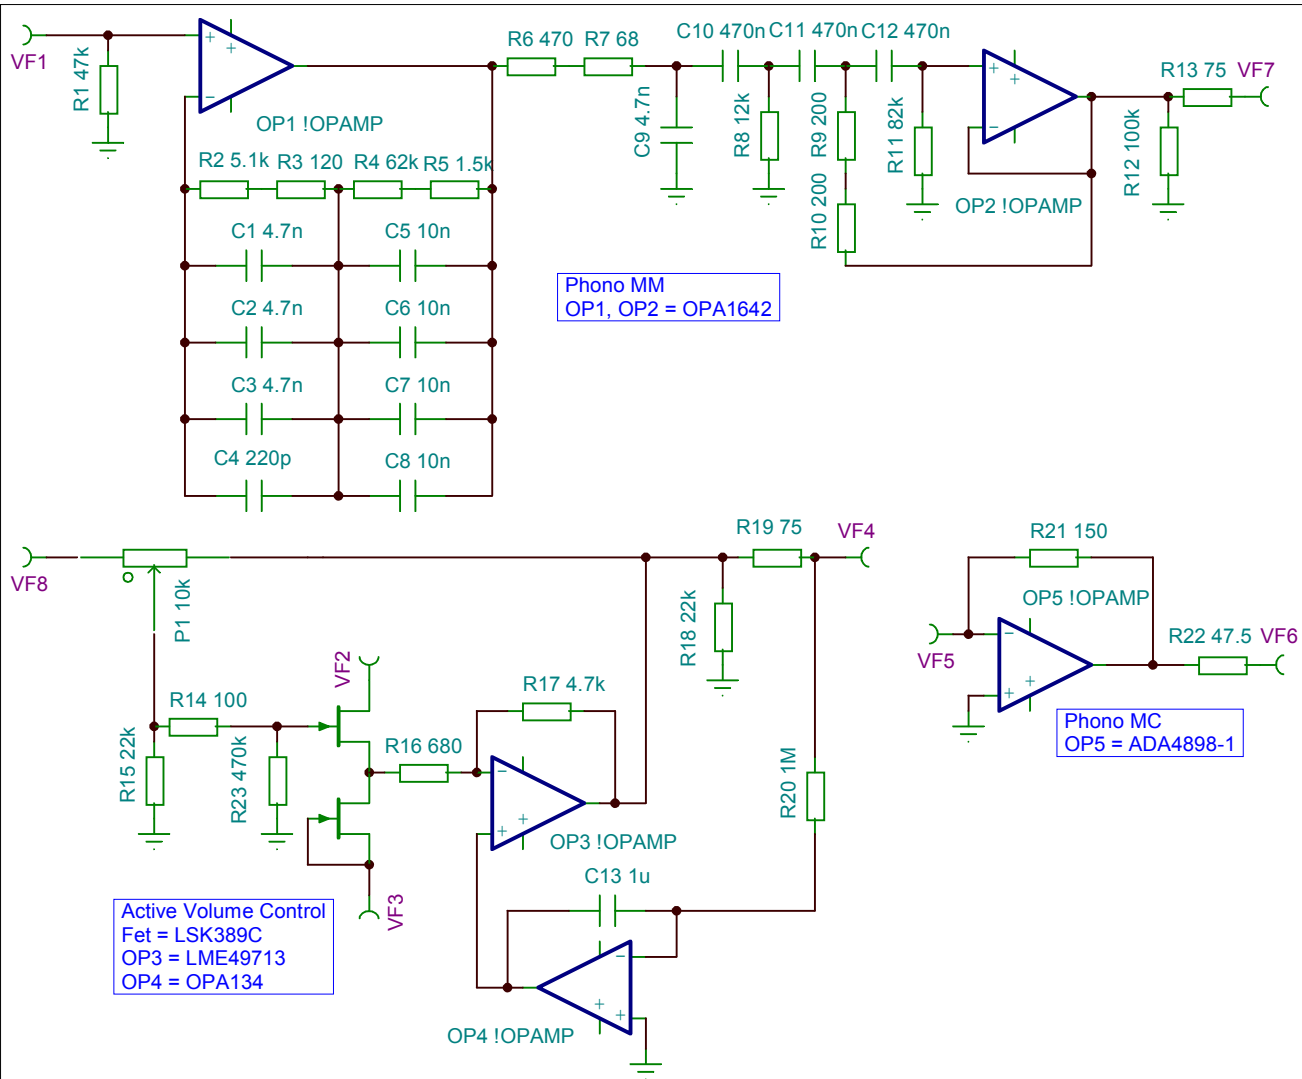 VF1
R1 47k
OP1 !OPAMP
R2 5.1k
R3 120
R4 62k
R5 1.5k
C1 4.7n
C5 10n
C2 4.7n
C6 10n
C3 4.7n
C7 10n
C4 220p
C8 10n
R6 470
R7 68
C9 4.7n
C10 470n
C11 470n
C12 470n
R8 12k
R9 200
R10 200
R11 82k
OP2 !OPAMP
R12 100k
R13 75
VF7
Phono MM
OP1, OP2 = OPA1642
VF8
P1 10k
R14 100
R15 22k
R23 470k
VF2
VF3
R16 680
R17 4.7k
OP3 !OPAMP
C13 1u
OP4 !OPAMP
R18 22k
R19 75
VF4
R20 1M
Active Volume Control
Fet = LSK389C
OP3 = LME49713
OP4 = OPA134
R21 150
OP5 !OPAMP
VF5
R22 47.5
VF6
Phono MC
OP5 = ADA4898-1